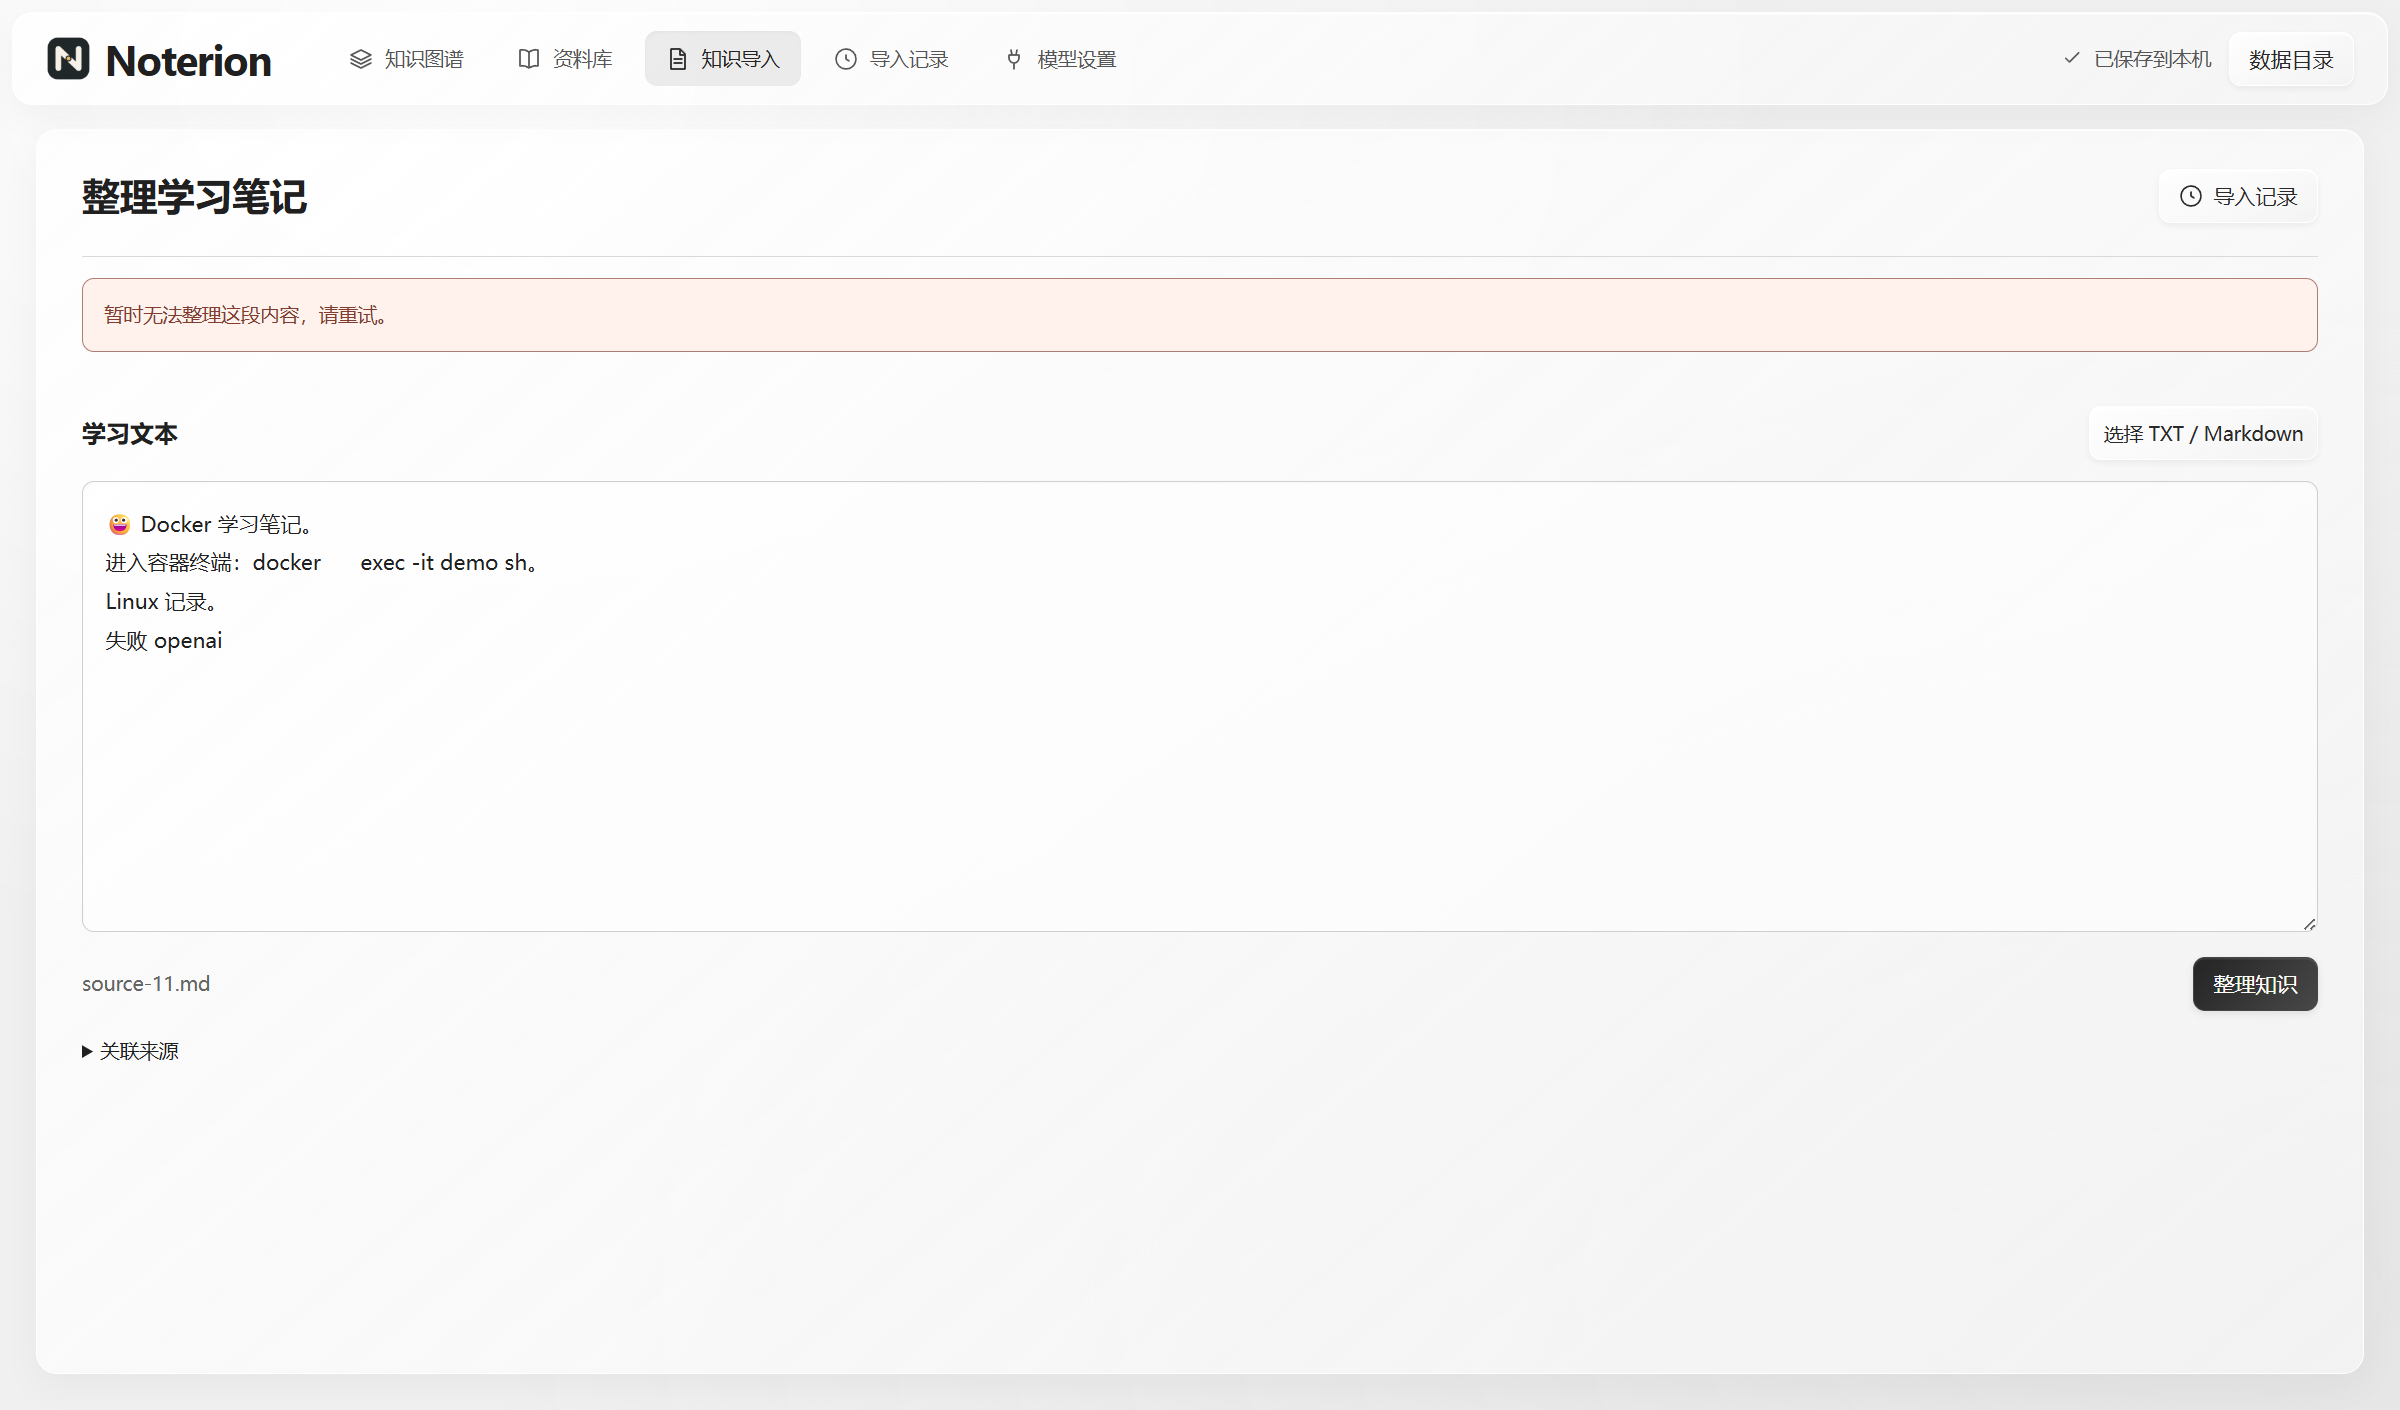 Noterion
知识图谱
资料库
知识导入
导入记录
模型设置
已保存到本机
数据目录
整理学习笔记
导入记录
暂时无法整理这段内容，请重试。
学习文本
选择 TXT / Markdown
😀 Docker 学习笔记。
进入容器终端：docker      exec -it demo sh。
Linux 记录。
失败 openai
source-11.md
整理知识
▶ 关联来源